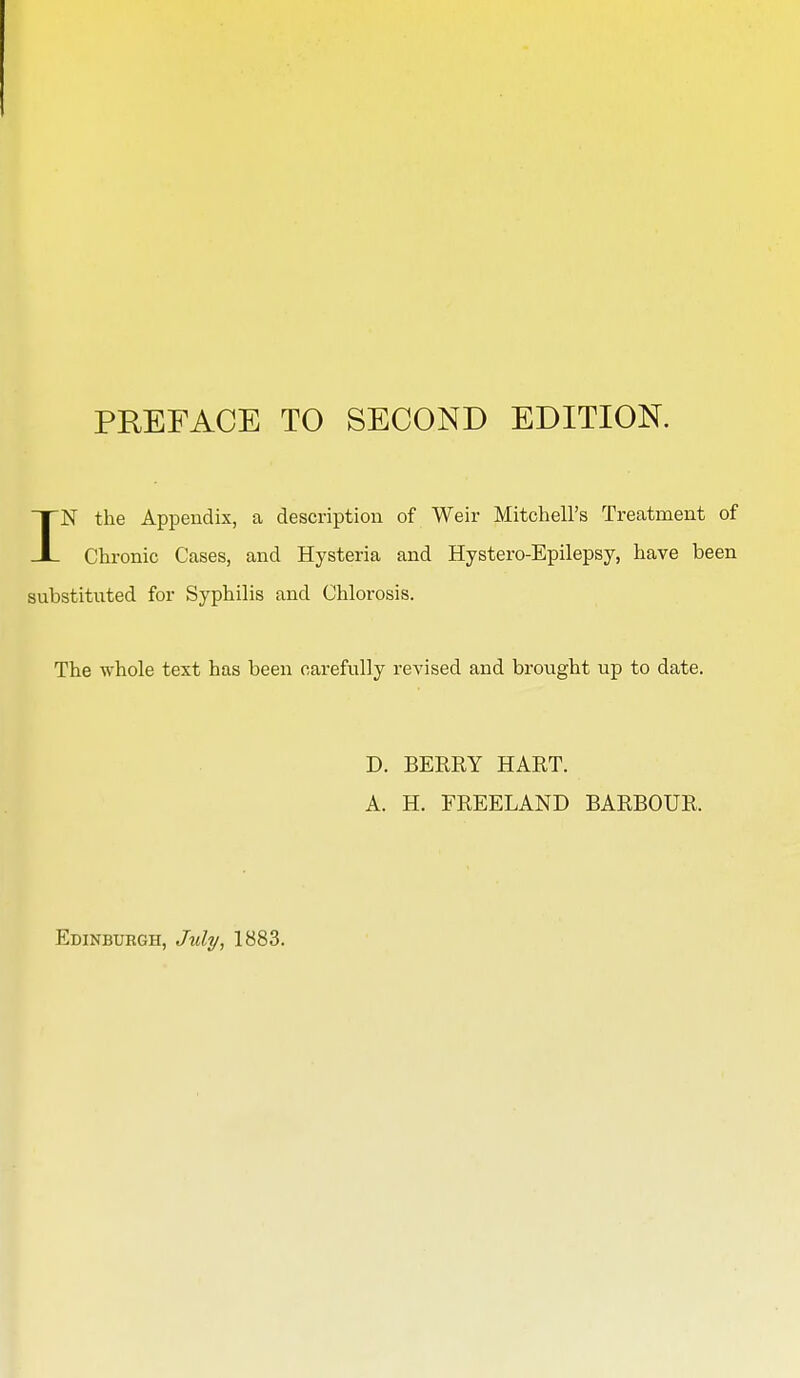 PREFACE TO SECOND EDITION.
IN the Appendix, a description of Weir Mitchell's Treatment of
Chronic Cases, and Hysteria and Hystero-Epilepsy, have been
substituted for Syphilis and Chlorosis.
The whole text has been carefully revised and brought up to date.
D. BERRY HART.
A. H. FREELAND BARBOUR.
EDINBURGH, July, 1883.